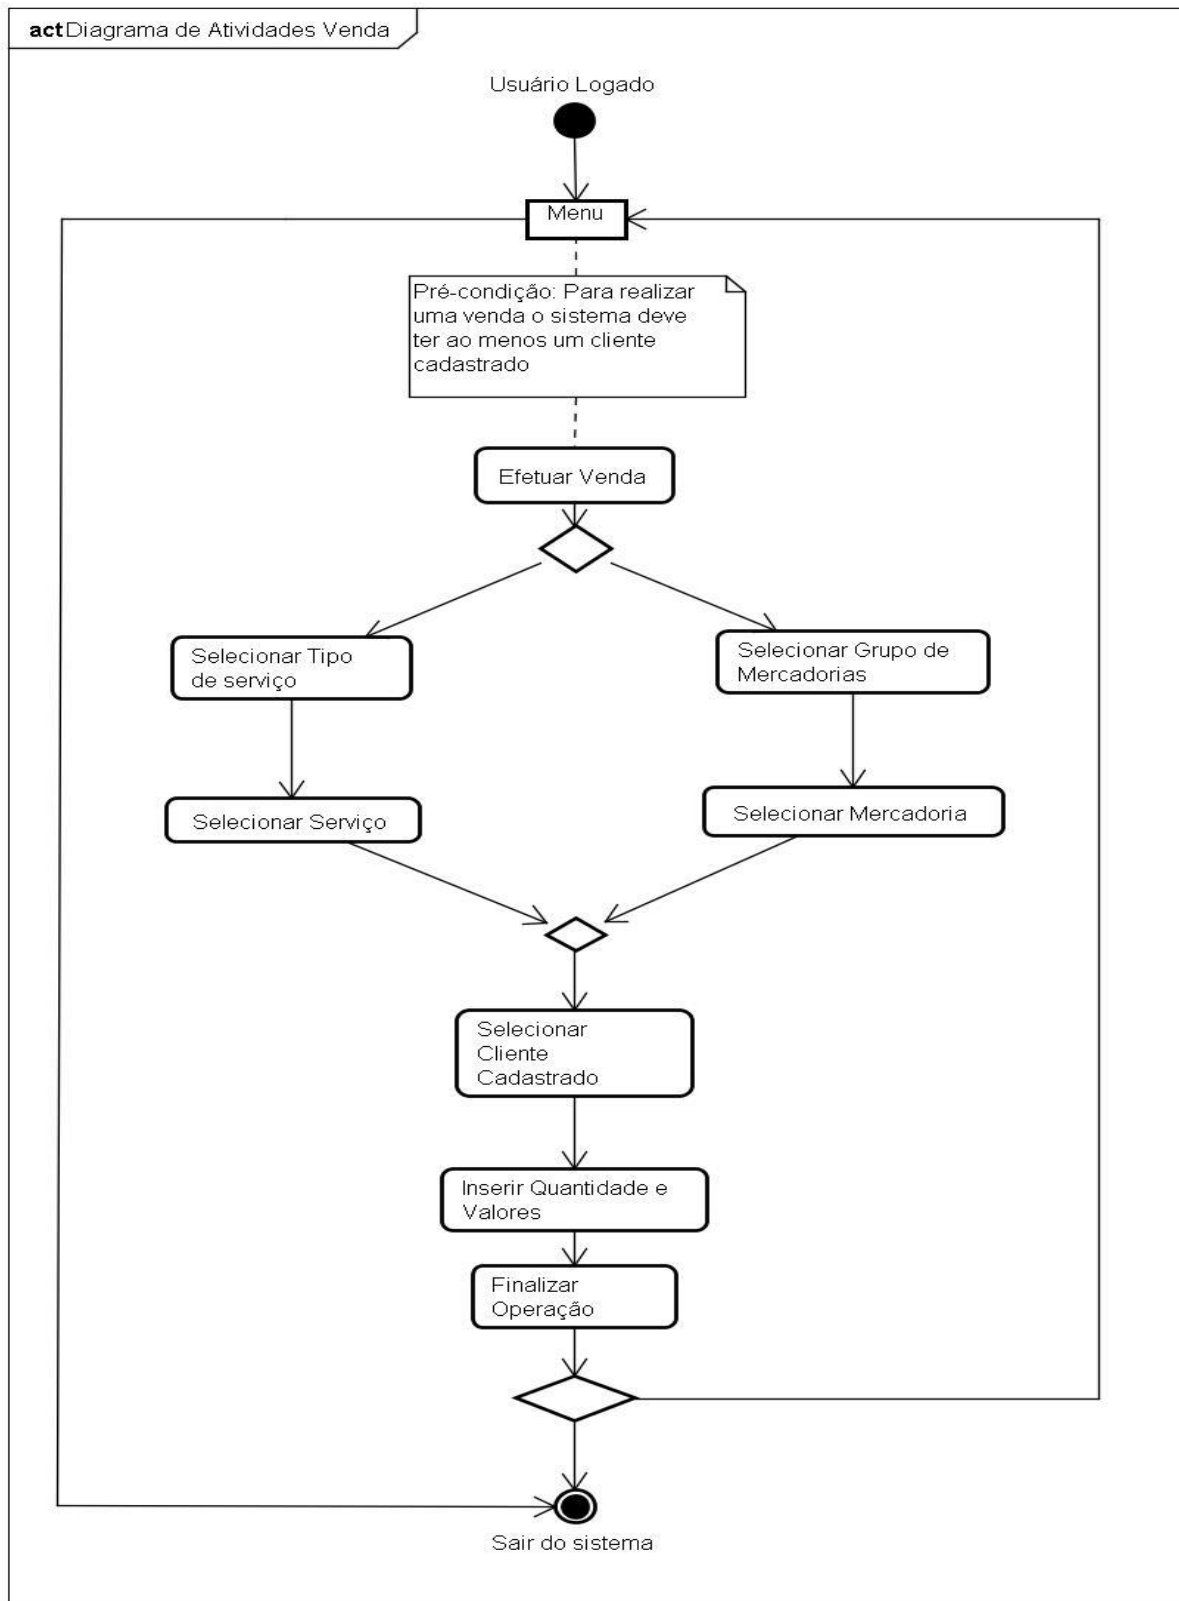 act Diagrama de Atividades Venda
Usuário Logado
Menu
Pré-condição: Para realizar
uma venda o sistema deve
ter ao menos um cliente
cadastrado
Efetuar Venda
Selecionar Tipo
de serviço
Selecionar Grupo de
Mercadorias
Selecionar Serviço
Selecionar Mercadoria
Selecionar
Cliente
Cadastrado
Inserir Quantidade e
Valores
Finalizar
Operação
Sair do sistema